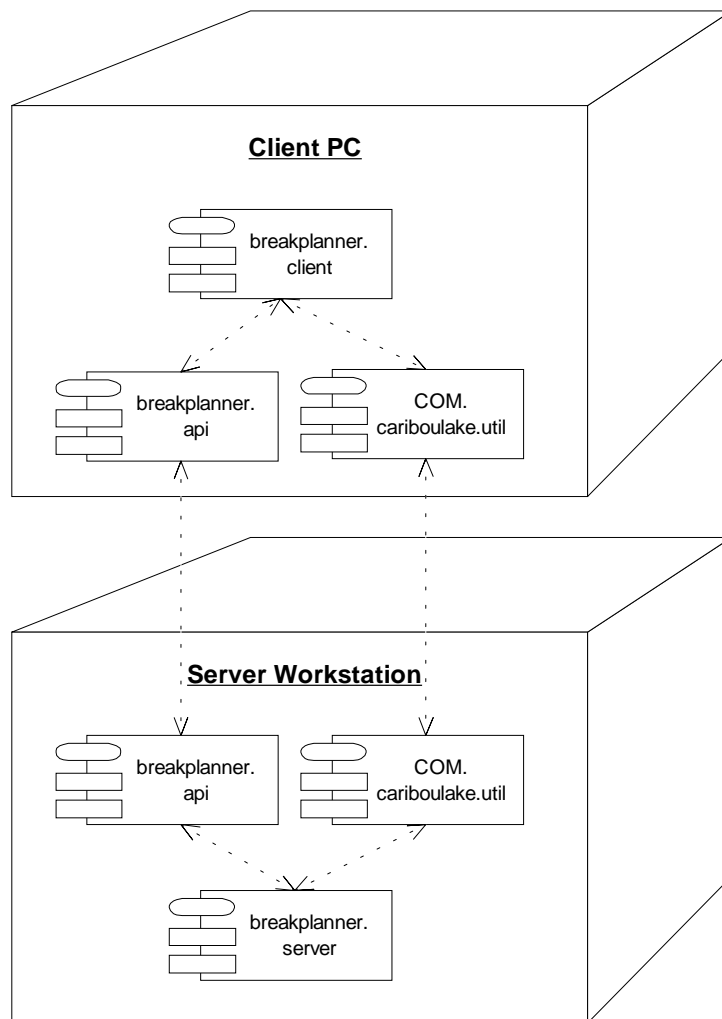 Client PC
breakplanner.
client
breakplanner.
api
COM.
cariboulake.util
Server Workstation
breakplanner.
api
COM.
cariboulake.util
breakplanner.
server